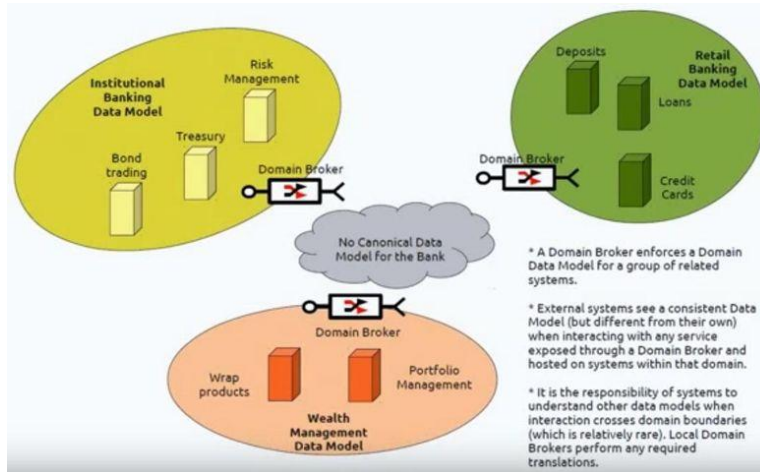 Institutional
Banking
Data Model
Risk
Management
Treasury
Bond
trading
Domain Broker
Deposits
Retail
Banking
Data Model
Loans
Domain Broker
Credit
Cards
No Canonical Data
Model for the Bank
Domain Broker
Wrap
products
Portfolio
Management
Wealth
Management
Data Model
* A Domain Broker enforces a Domain
Data Model for a group of related
systems.
* External systems see a consistent Data
Model (but different from their own)
when interacting with any service
exposed through a Domain Broker and
hosted on systems within that domain.
* It is the responsibility of systems to
understand other data models when
interaction crosses domain boundaries
(which is relatively rare). Local Domain
Brokers perform any required
translations.